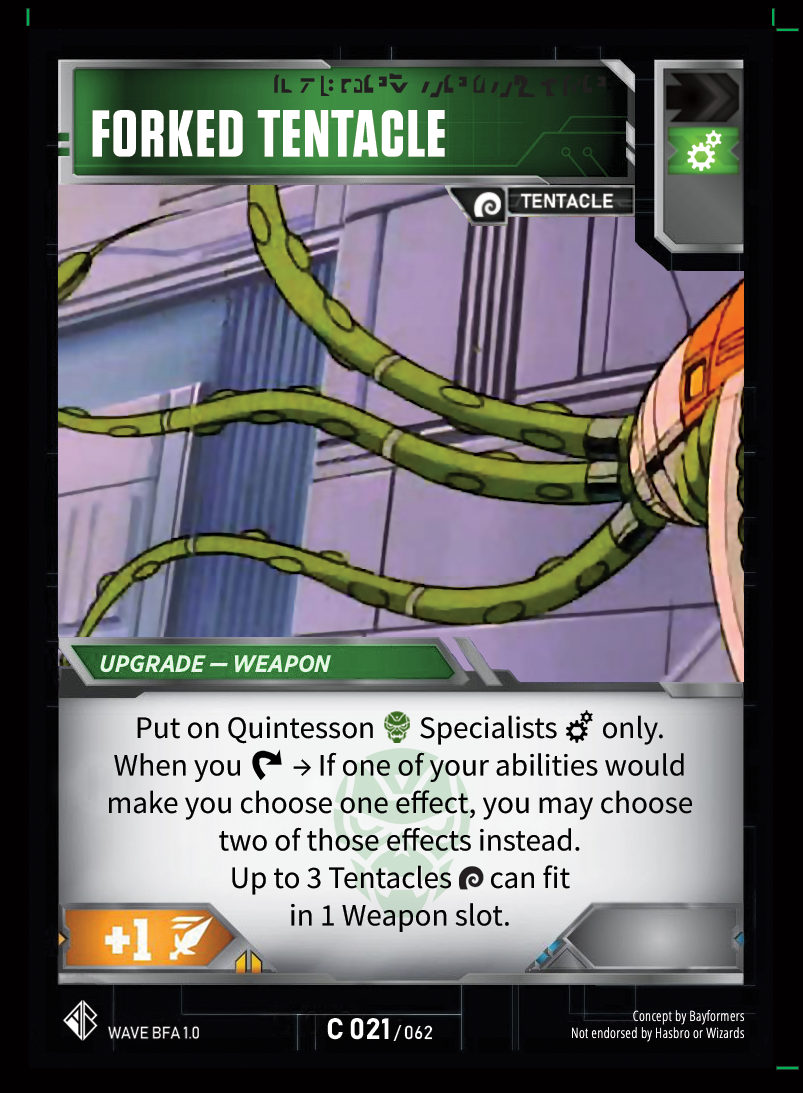 FORKED TENTACLE
TENTACLE
UPGRADE — WEAPON
Put on Quintesson Specialists only.
When you → If one of your abilities would
make you choose one effect, you may choose
two of those effects instead.
Up to 3 Tentacles can fit
in 1 Weapon slot.
+1
WAVE BFA 1.0
C 021/062
Concept by Bayformers
Not endorsed by Hasbro or Wizards